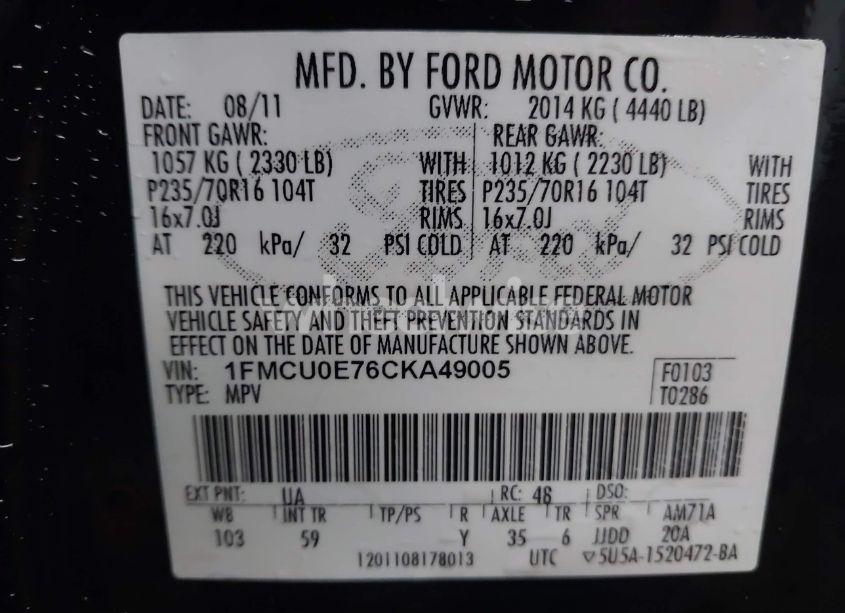 MFD. BY FORD MOTOR CO.
DATE: 08/11 GVWR: 2014 KG ( 4440 LB)
FRONT GAWR: REAR GAWR:
1057 KG ( 2330 LB) WITH 1012 KG ( 2230 LB) WITH
P235/70R16 104T TIRES P235/70R16 104T TIRES
16x7.0J RIMS 16x7.0J RIMS
AT 220 kPa/ 32 PSI COLD AT 220 kPa/ 32 PSI COLD
THIS VEHICLE CONFORMS TO ALL APPLICABLE FEDERAL MOTOR
VEHICLE SAFETY AND THEFT PREVENTION STANDARDS IN
EFFECT ON THE DATE OF MANUFACTURE SHOWN ABOVE.
VIN: 1FMCU0E76CKA49005 F0103
TYPE: MPV T0286
EXT PNT: UA RC: 48 DSO:
WB INT TR TP/PS R AXLE TR SPR AM71A
103 59 Y 35 6 JJDD 20A
1201108178013 UTC ▽5U5A-1520472-BA